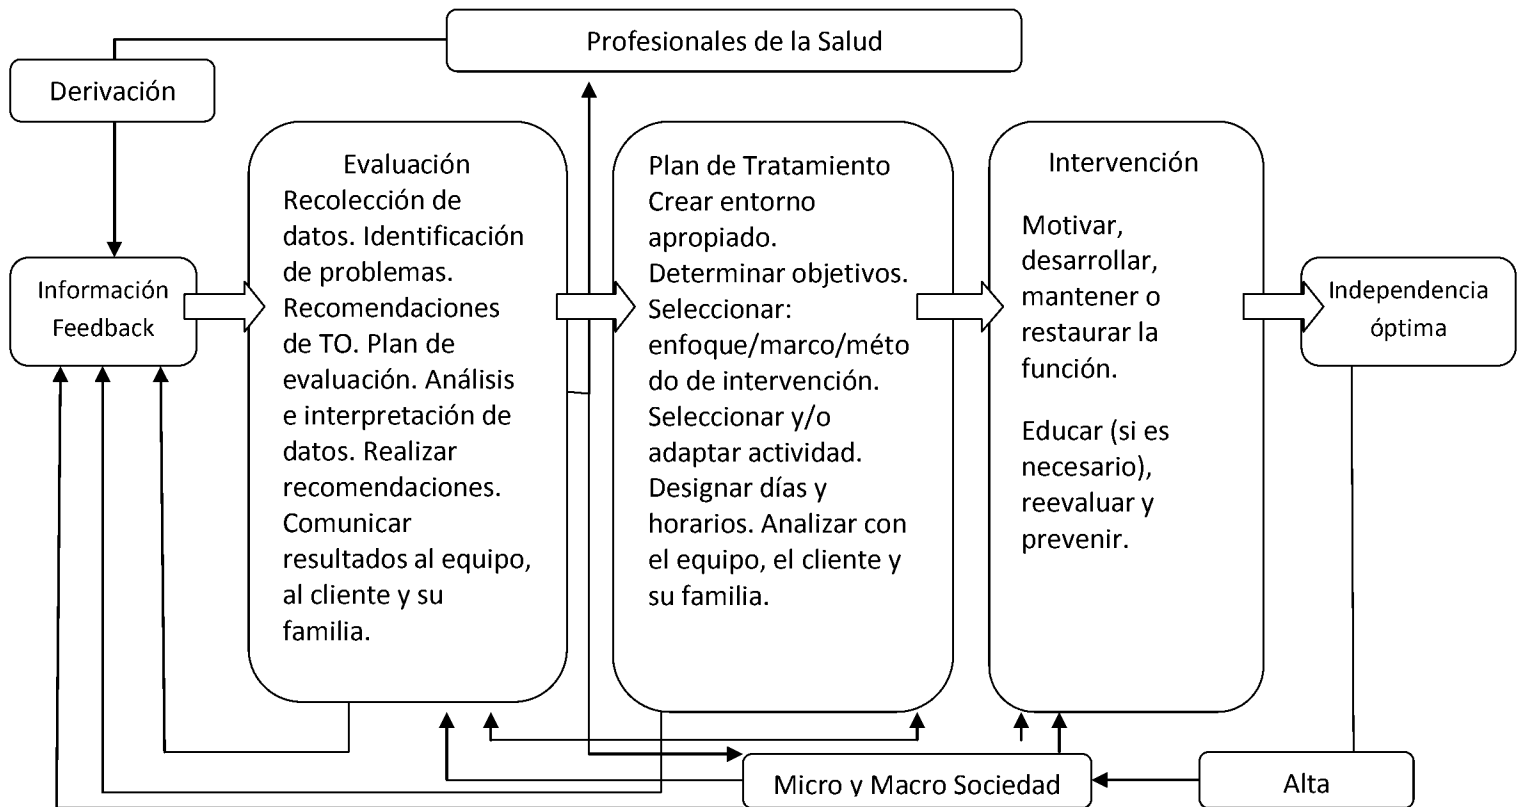 Profesionales de la Salud
Derivación
Información
Feedback
Evaluación
Recolección de
datos. Identificación
de problemas.
Recomendaciones
de TO. Plan de
evaluación. Análisis
e interpretación de
datos. Realizar
recomendaciones.
Comunicar
resultados al equipo,
al cliente y su
familia.
Plan de Tratamiento
Crear entorno
apropiado.
Determinar objetivos.
Seleccionar:
enfoque/marco/méto
do de intervención.
Seleccionar y/o
adaptar actividad.
Designar días y
horarios. Analizar con
el equipo, el cliente y
su familia.
Intervención
Motivar,
desarrollar,
mantener o
restaurar la
función.
Educar (si es
necesario),
reevaluar y
prevenir.
Independencia
óptima
Micro y Macro Sociedad
Alta